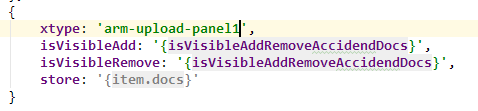 {
xtype: 'arm-upload-panel1',
isVisibleAdd: '{isVisibleAddRemoveAccidendDocs}',
isVisibleRemove: '{isVisibleAddRemoveAccidendDocs}',
store: '{item.docs}'
}